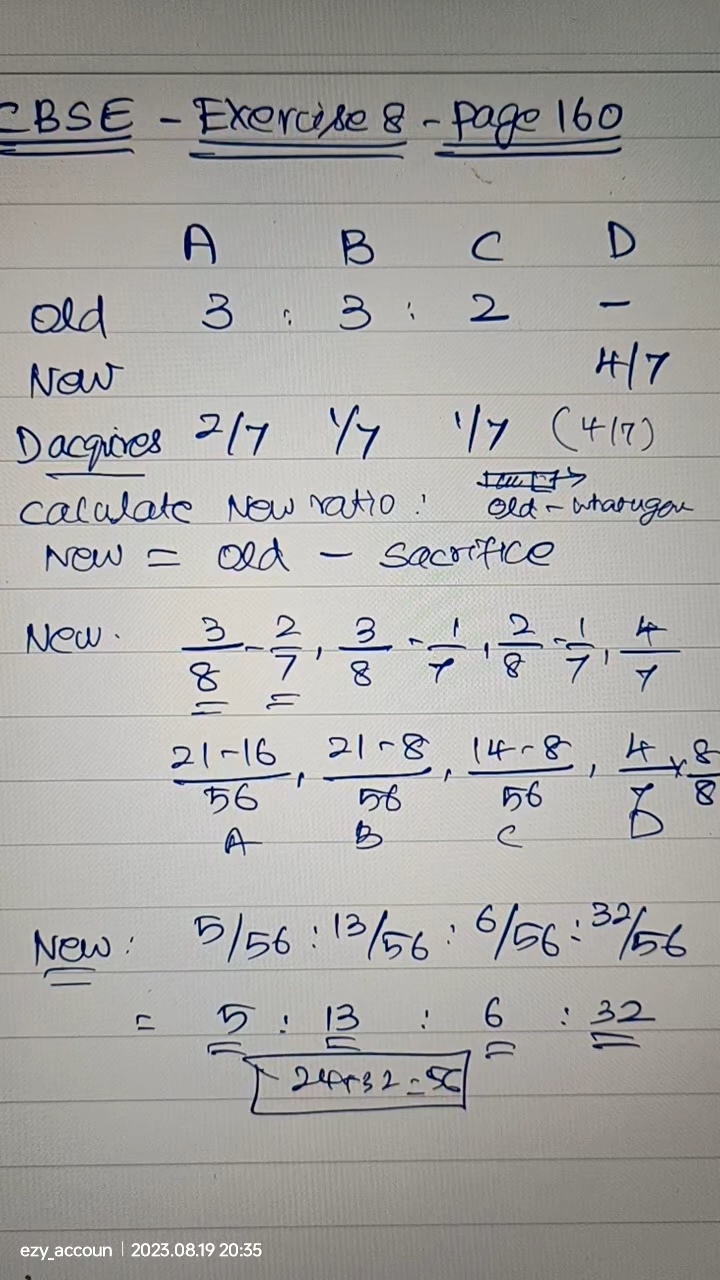 CBSE - Exercise 8 - Page 160
A B C D
Old 3 : 3 : 2 -
New 4/7
D acqires 2/7 1/7 1/7 (4/7)
Calculate New ratio :
New = Old - Sacrifice
Old -
New. 3/8 - 2/7, 3/8 - 1/7, 2/8 - 1/7, 4/7
21-16/56, 21-8/56, 14-8/56, 4/7 x 8/8
A B C D
New: 5/56 : 13/56 : 6/56 : 32/56
= 5 : 13 : 6 : 32
24+32=56
ezy_accoun | 2023.08.19 20:35